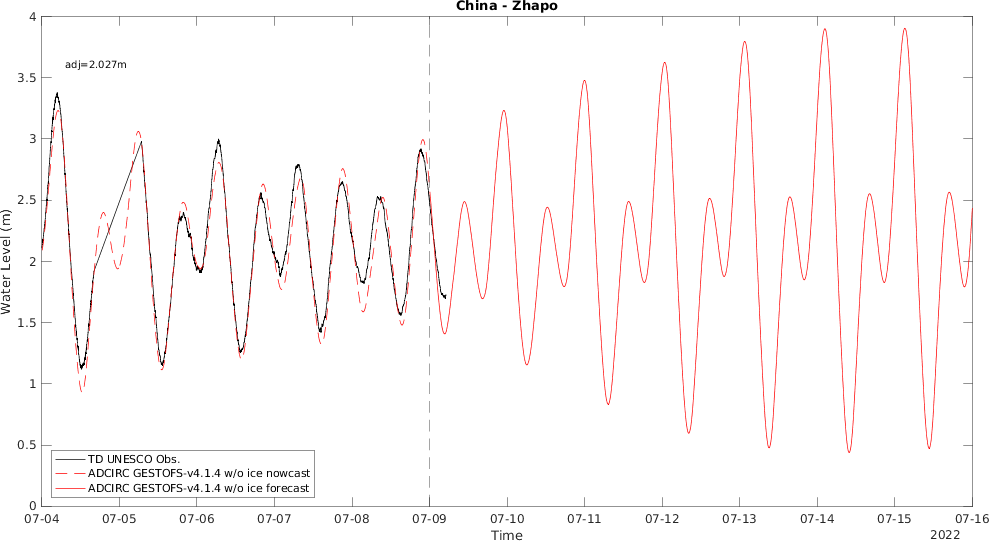 China - Zhapo
adj=2.027m
4
3.5
3
2.5
2
1.5
1
0.5
0
Water Level (m)
TD UNESCO Obs.
ADCIRC GESTOFS-v4.1.4 w/o ice nowcast
ADCIRC GESTOFS-v4.1.4 w/o ice forecast
07-04 07-05 07-06 07-07 07-08 07-09 07-10 07-11 07-12 07-13 07-14 07-15 07-16
Time
2022